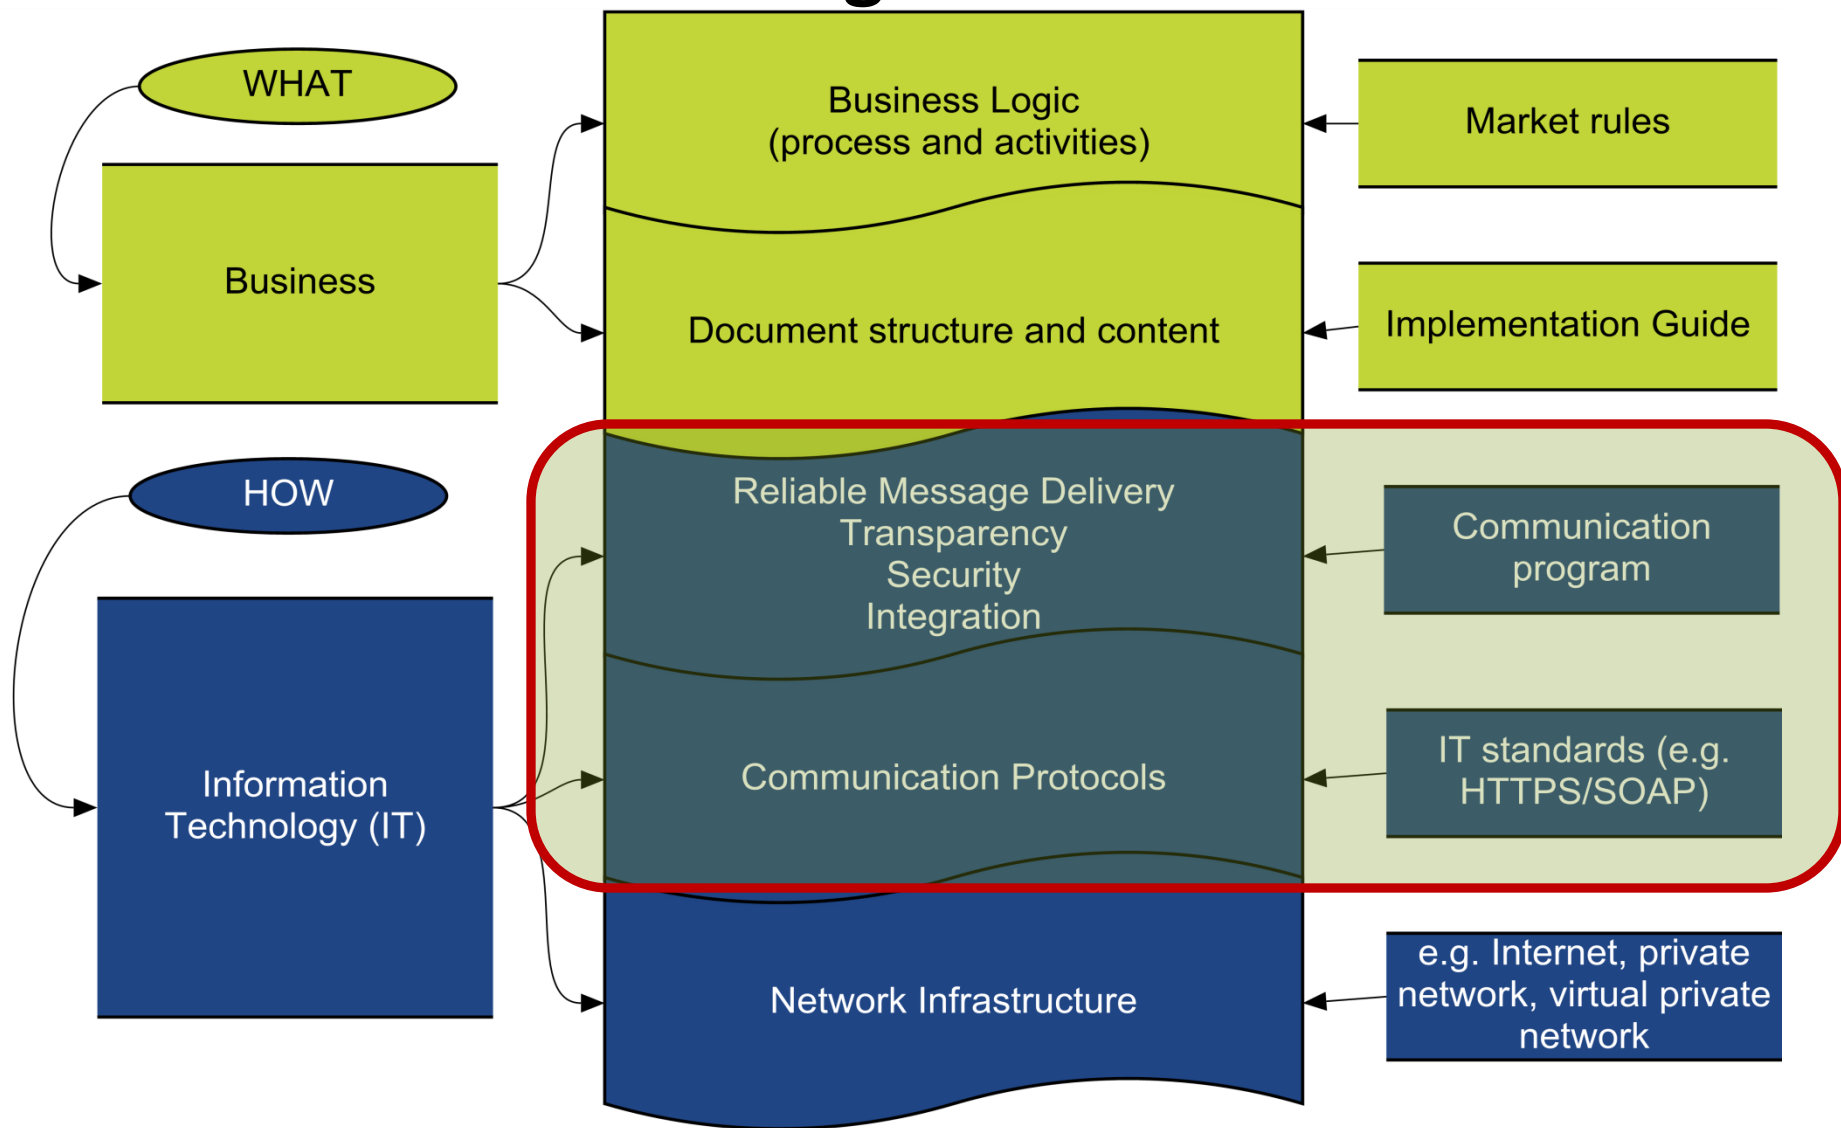 WHAT
Business
Business Logic
(process and activities)
Market rules
Document structure and content
Implementation Guide
HOW
Information
Technology (IT)
Reliable Message Delivery
Transparency
Security
Integration
Communication
program
Communication Protocols
IT standards (e.g.
HTTPS/SOAP)
Network Infrastructure
e.g. Internet, private
network, virtual private
network